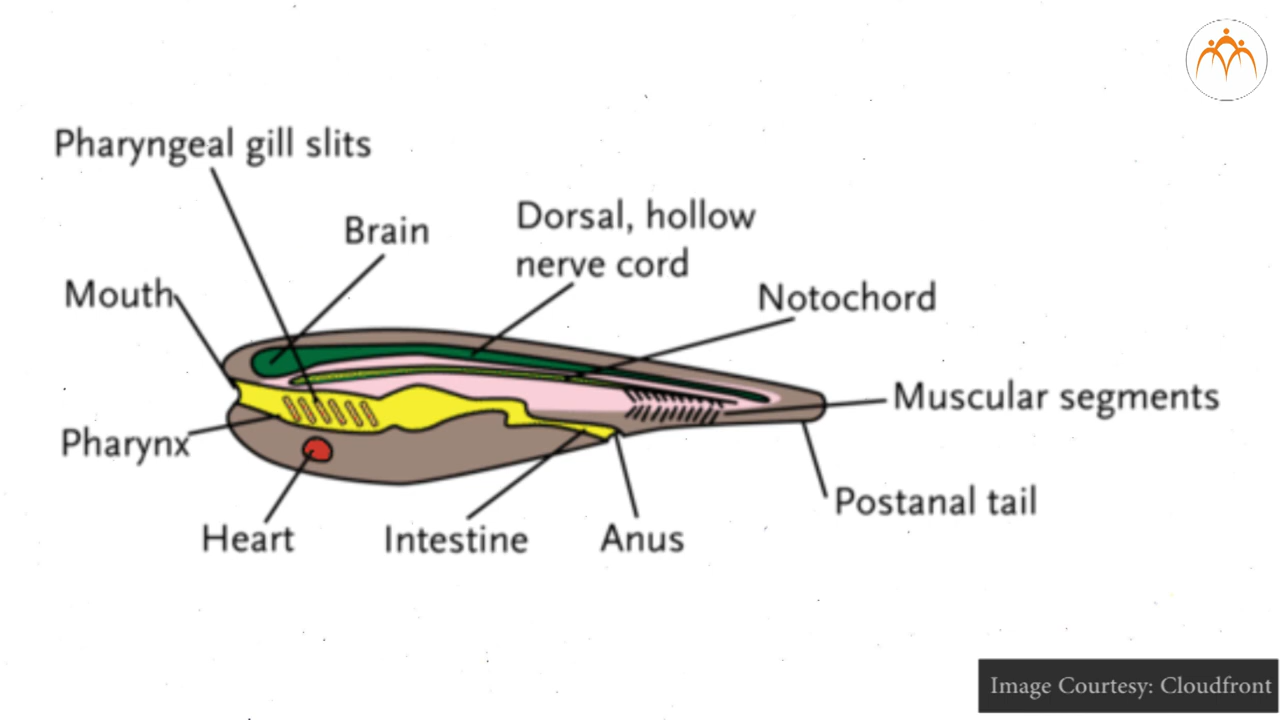 Pharyngeal gill slits
Brain
Dorsal, hollow
nerve cord
Mouth
Notochord
Muscular segments
Pharynx
Postanal tail
Heart
Intestine
Anus
Image Courtesy: Cloudfront